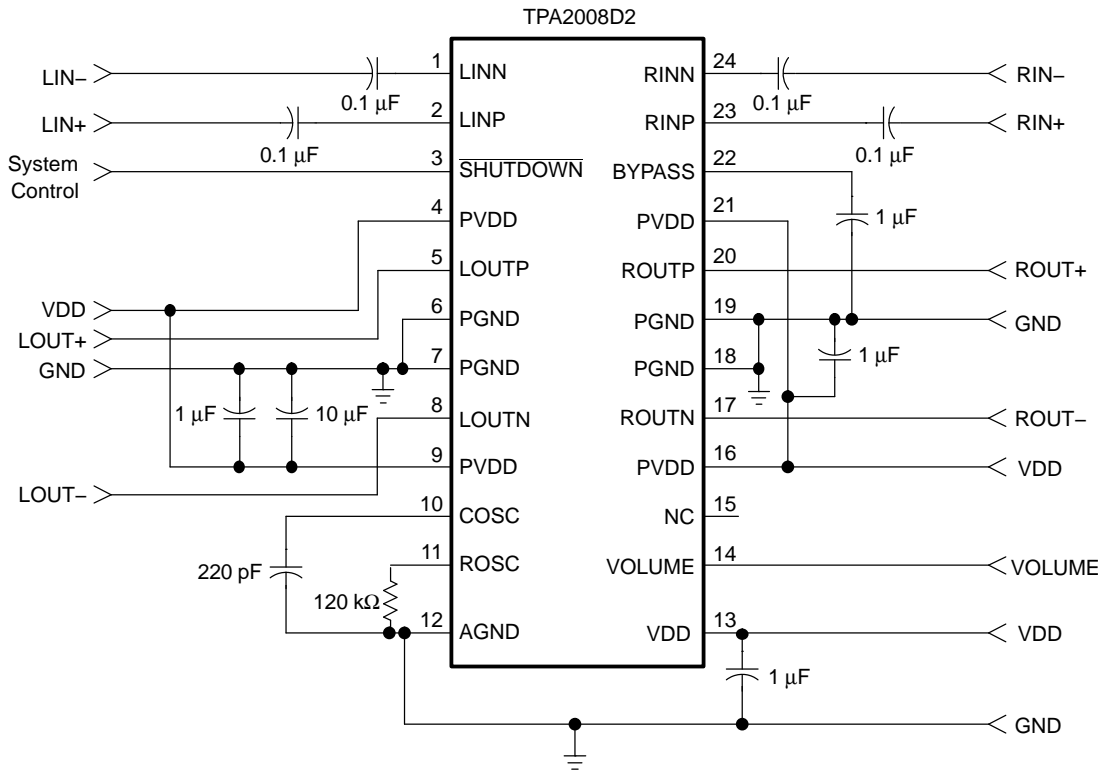 TPA2008D2
LIN–
0.1 µF
1
LINN
RINN
24
0.1 µF
RIN–
LIN+
0.1 µF
2
LINP
RINP
23
0.1 µF
RIN+
System
Control
3
SHUTDOWN
BYPASS
22
1 µF
4
PVDD
PVDD
21
5
LOUTP
ROUTP
20
ROUT+
VDD
LOUT+
6
PGND
PGND
19
GND
GND
7
PGND
PGND
18
1 µF
1 µF
10 µF
8
LOUTN
ROUTN
17
ROUT–
9
PVDD
PVDD
16
VDD
LOUT–
10
COSC
NC
15
220 pF
11
ROSC
VOLUME
14
VOLUME
120 kΩ
12
AGND
VDD
13
VDD
1 µF
GND